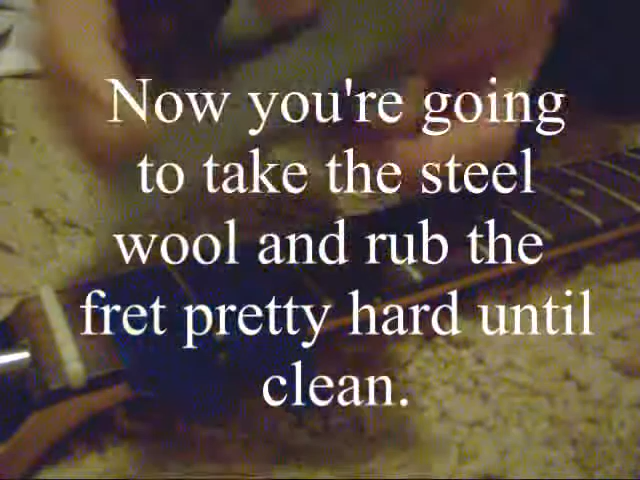 Now you're going
to take the steel
wool and rub the
fret pretty hard until
clean.